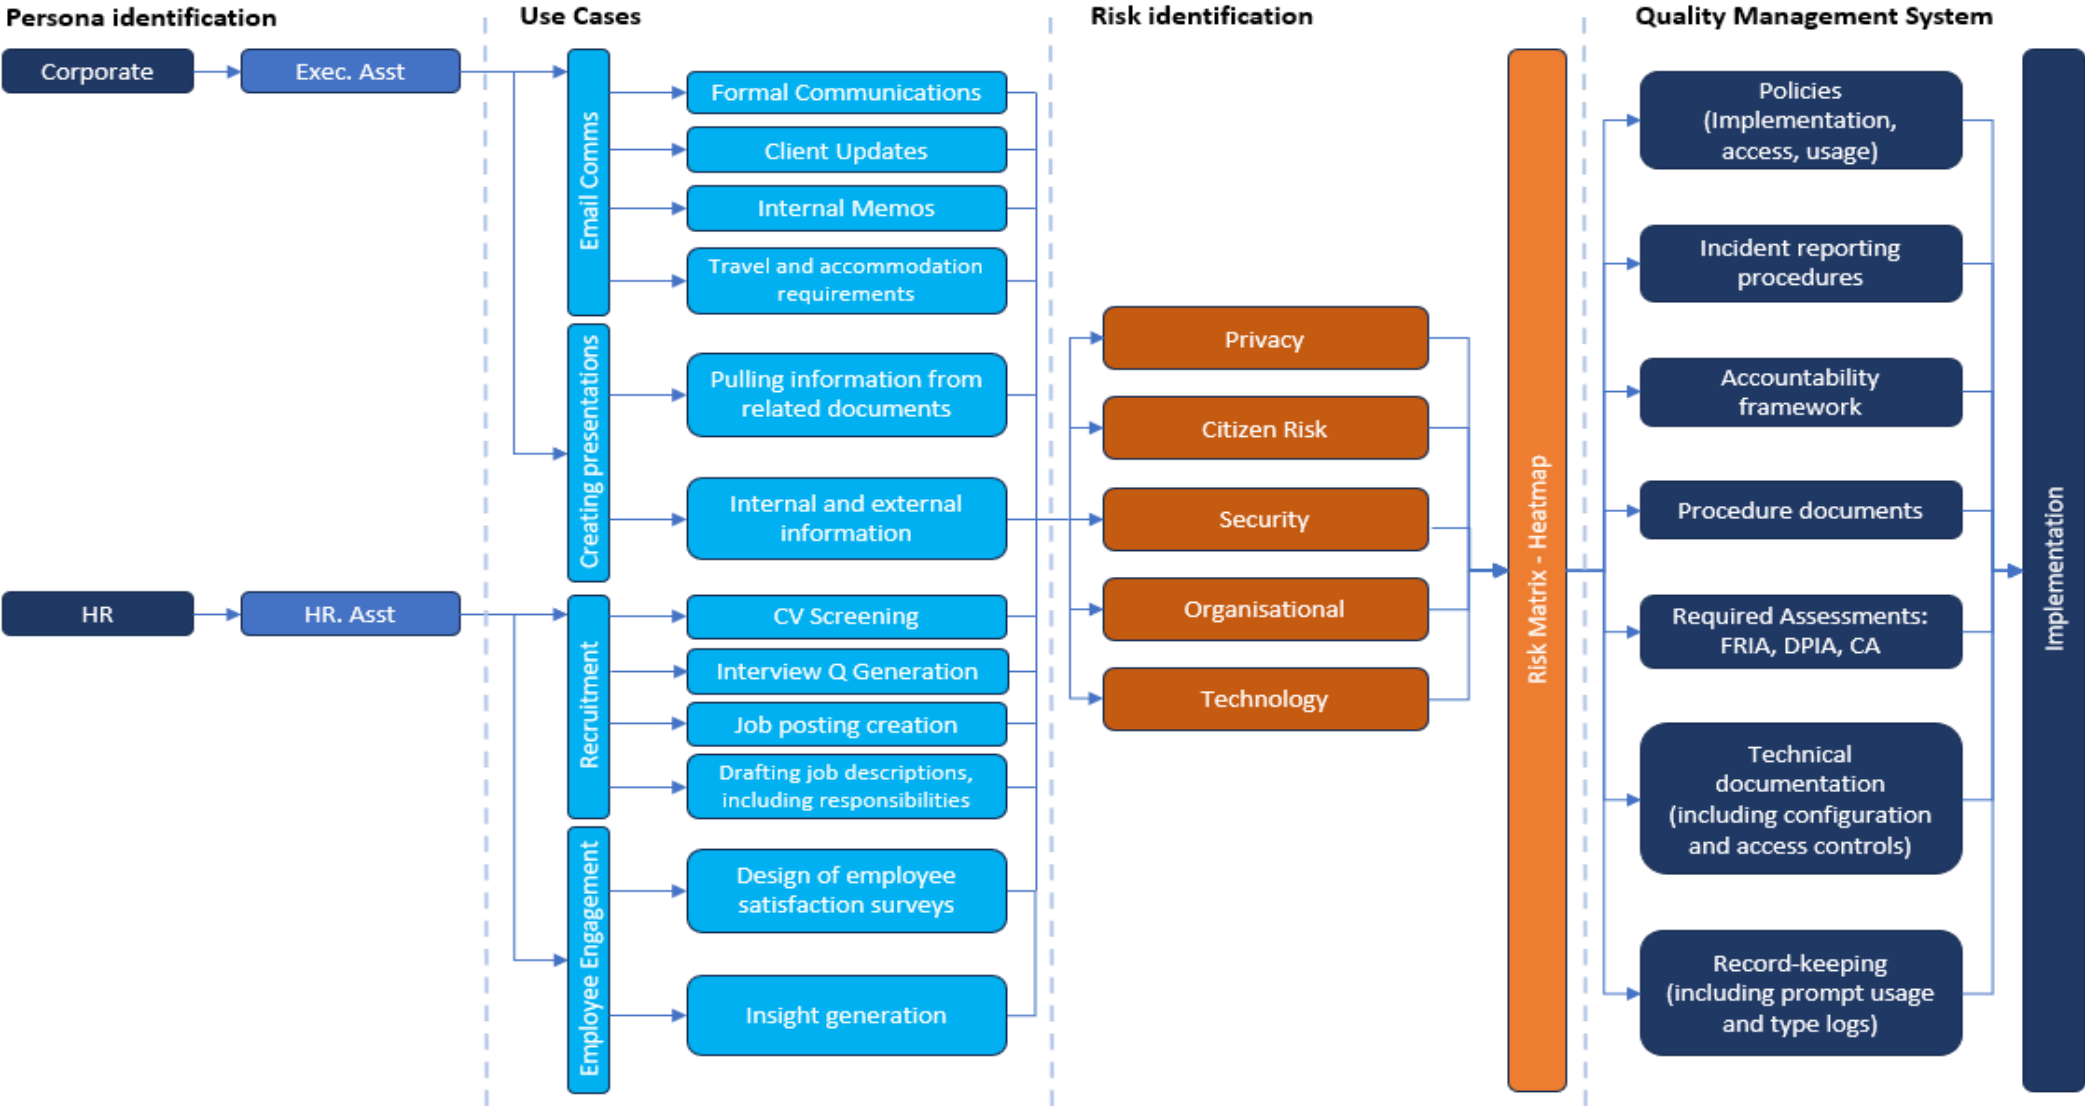 Persona identification
Use Cases
Risk identification
Quality Management System
Corporate
Exec. Asst
HR
HR. Asst
Email Comms
Formal Communications
Client Updates
Internal Memos
Travel and accommodation
requirements
Creating presentations
Pulling information from
related documents
Internal and external
information
Recruitment
CV Screening
Interview Q Generation
Job posting creation
Drafting job descriptions,
including responsibilities
Employee Engagement
Design of employee
satisfaction surveys
Insight generation
Privacy
Citizen Risk
Security
Organisational
Technology
Risk Matrix - Heatmap
Policies
(Implementation,
access, usage)
Incident reporting
procedures
Accountability
framework
Procedure documents
Required Assessments:
FRIA, DPIA, CA
Technical
documentation
(including configuration
and access controls)
Record-keeping
(including prompt usage
and type logs)
Implementation